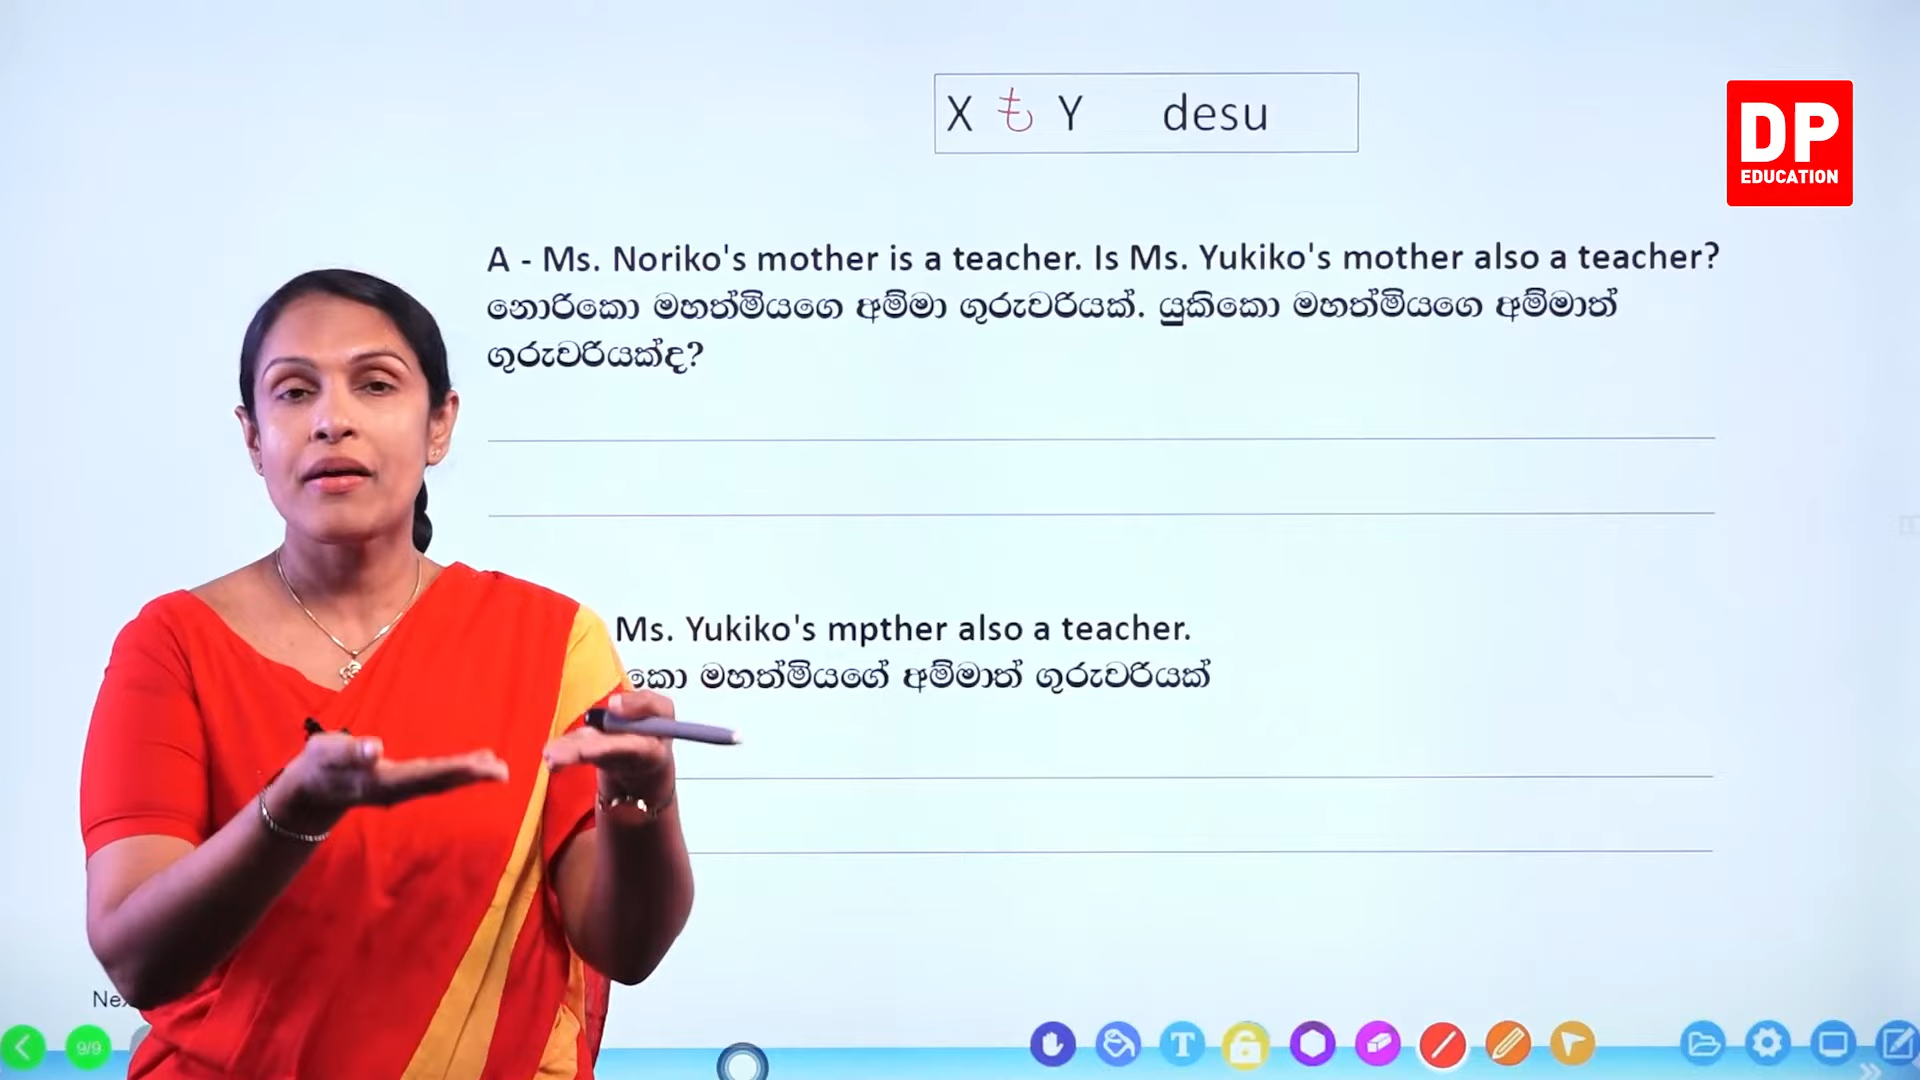 X も Y desu
DP
EDUCATION
A - Ms. Noriko's mother is a teacher. Is Ms. Yukiko's mother also a teacher?
නොරිකො මහත්මියගෙ අම්මා ගුරුවරියක්. යුකිකො මහත්මියගෙ අම්මාත්
ගුරුවරියක්ද?
Ms. Yukiko's mpther also a teacher.
කො මහත්මියගේ අම්මාත් ගුරුවරියක්
9/9
T